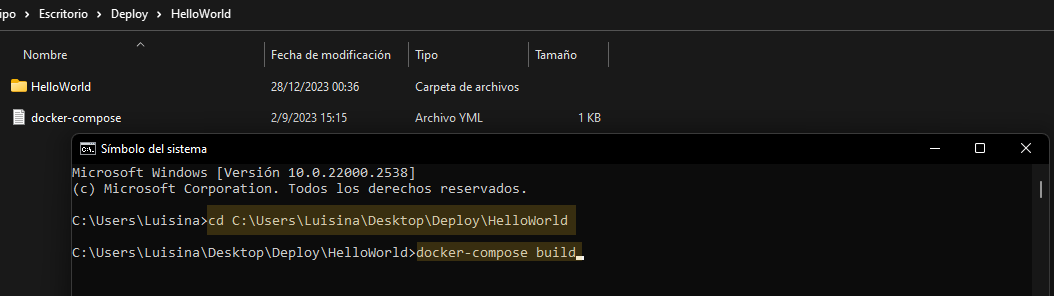 ipo > Escritorio > Deploy > HelloWorld
Nombre Fecha de modificación Tipo Tamaño
HelloWorld 28/12/2023 00:36 Carpeta de archivos
docker-compose 2/9/2023 15:15 Archivo YML 1 KB
Símbolo del sistema
Microsoft Windows [Versión 10.0.22000.2538]
(c) Microsoft Corporation. Todos los derechos reservados.
C:\Users\Luisina>cd C:\Users\Luisina\Desktop\Deploy\HelloWorld
C:\Users\Luisina\Desktop\Deploy\HelloWorld>docker-compose build